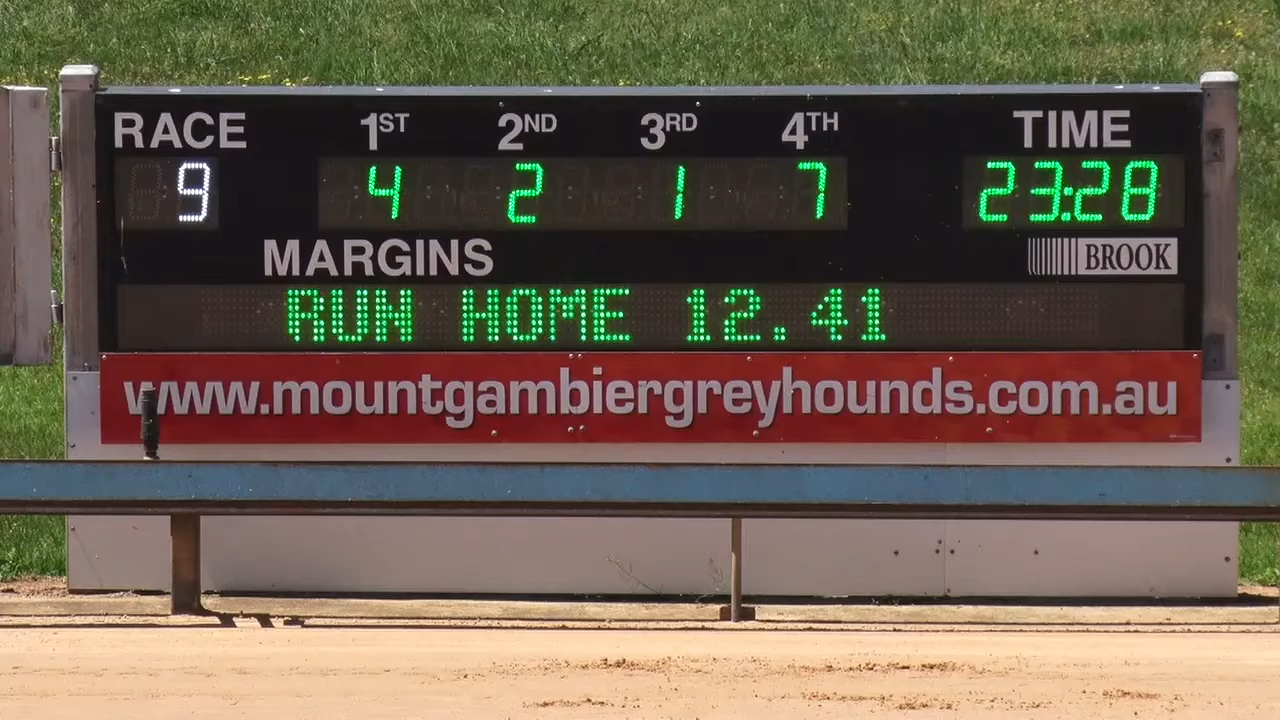 RACE 1ST 2ND 3RD 4TH TIME
9 4 2 1 7 23:28
MARGINS BROOK
RUN HOME 12.41
www.mountgambiergreyhounds.com.au